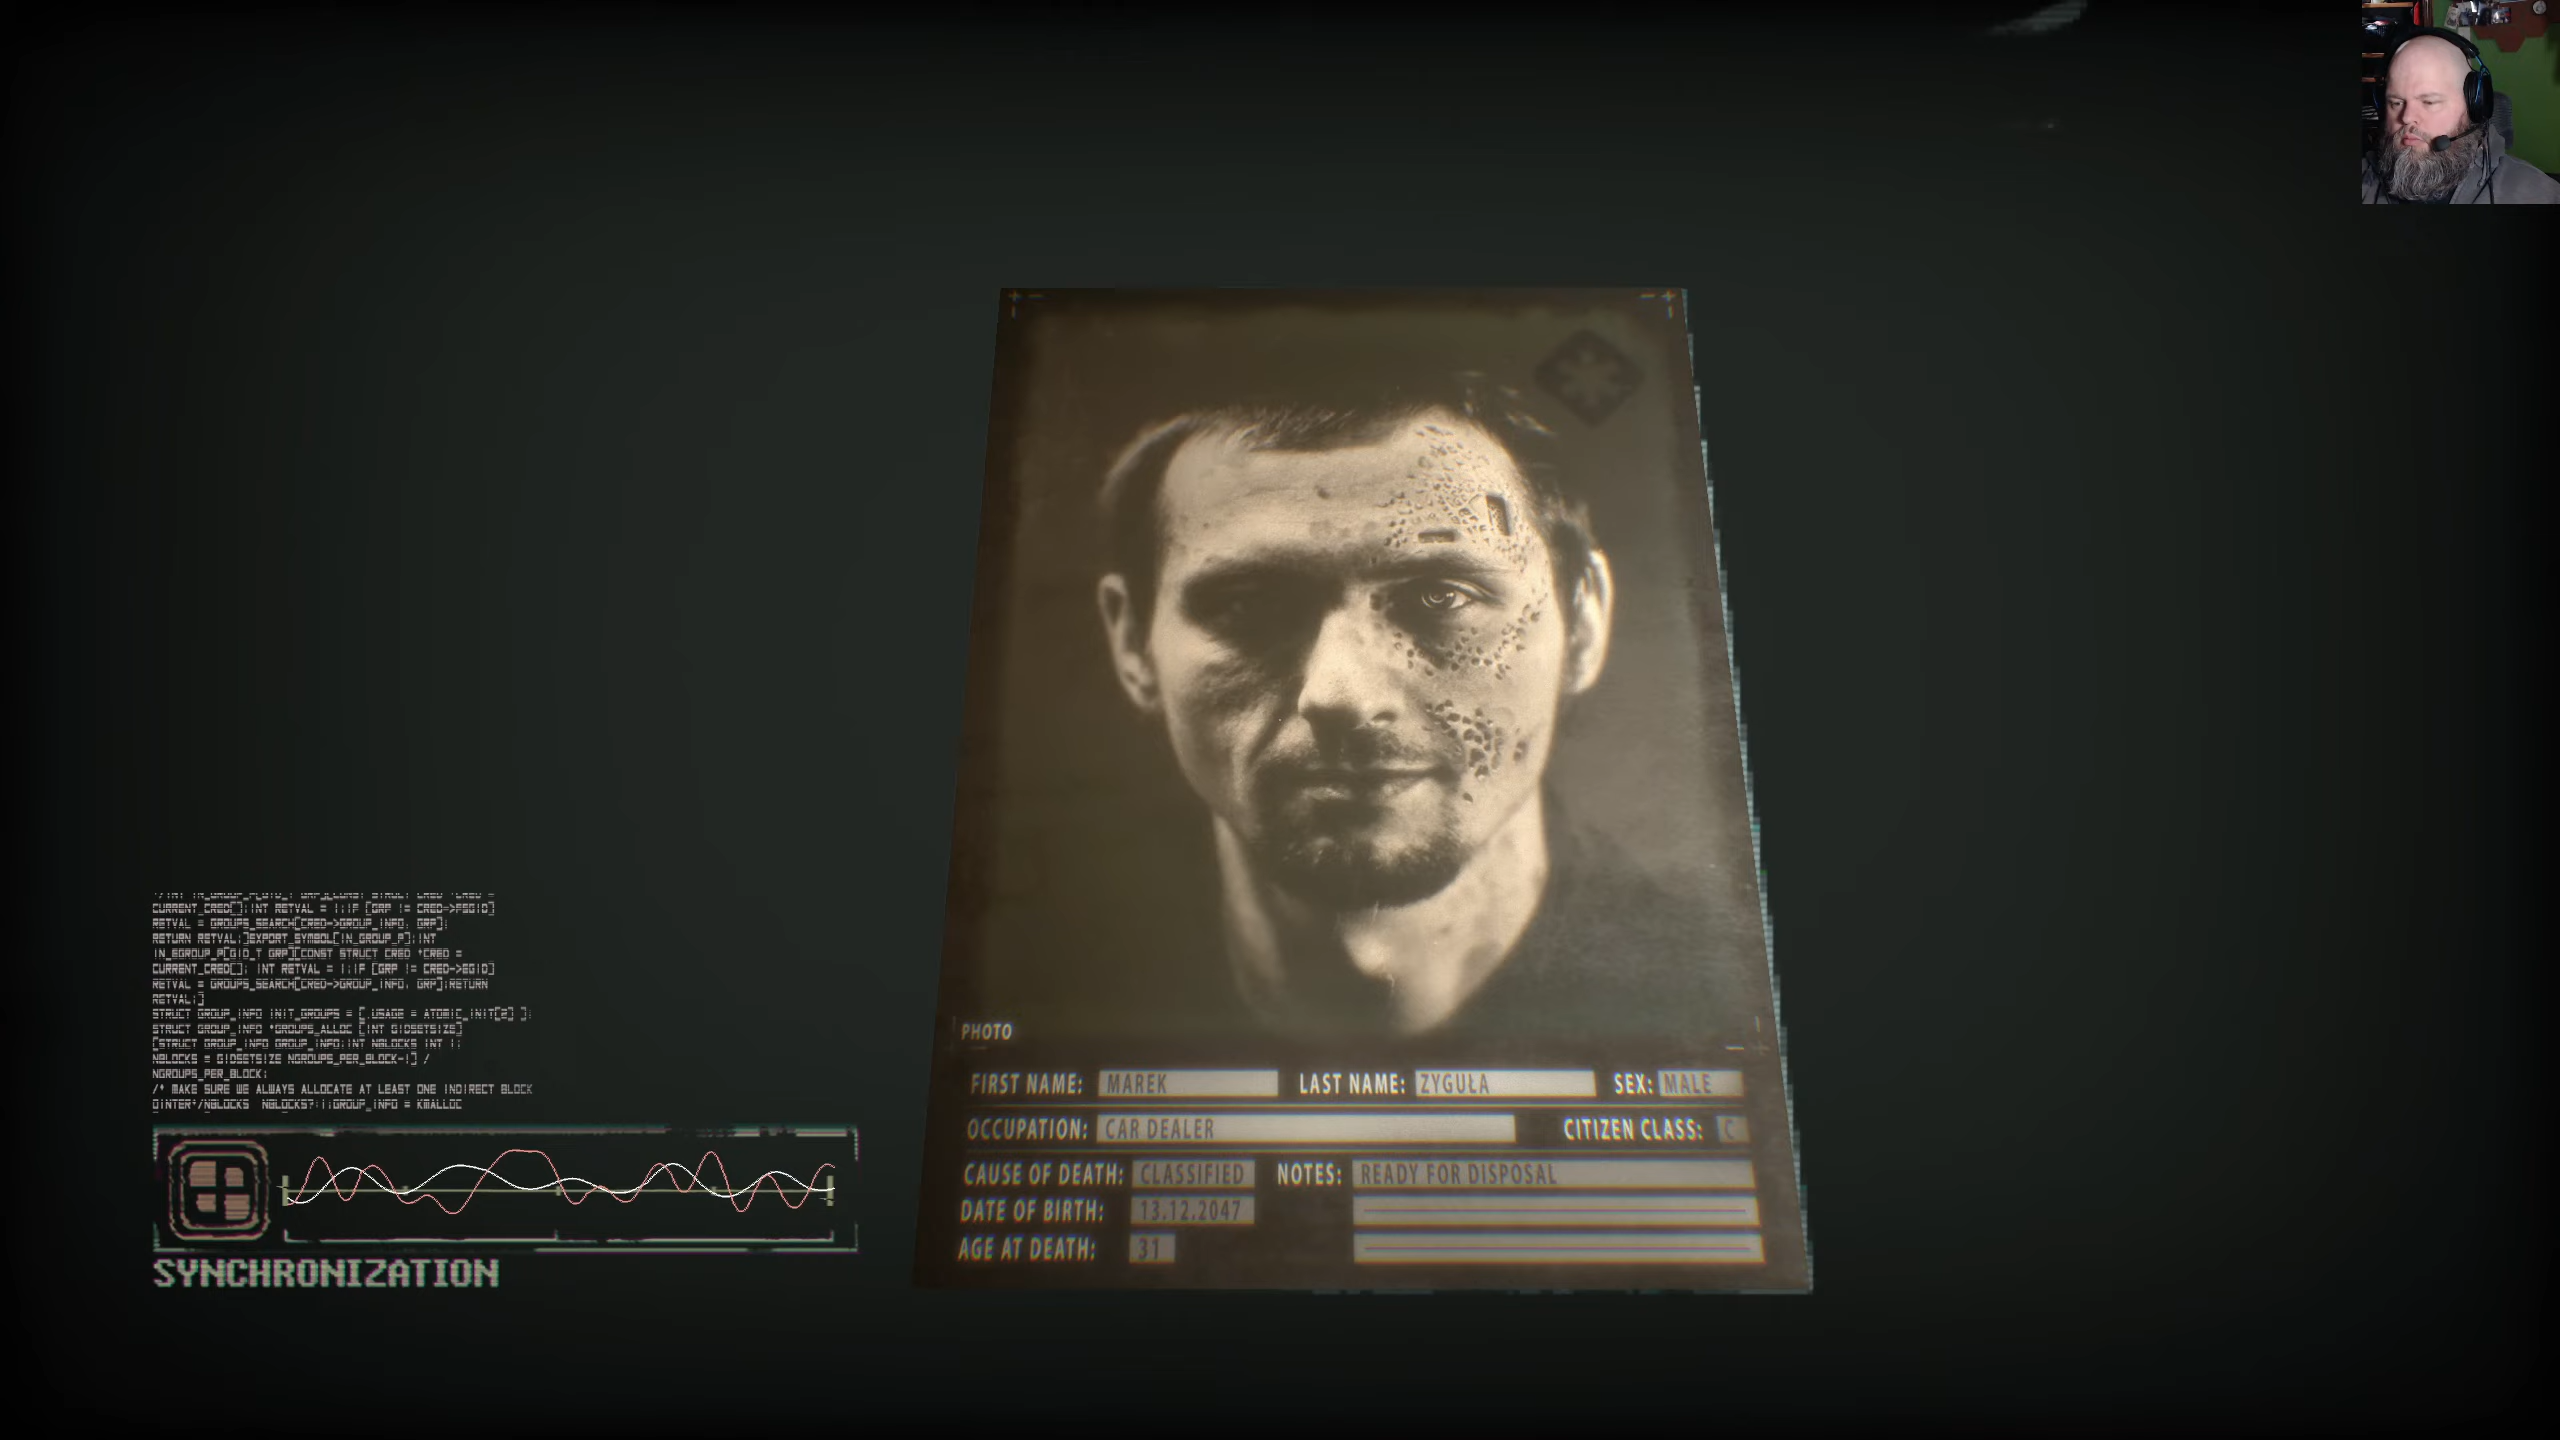 CURRENT_CRED[];INT RETVAL = 1;IF [GRP != CRED->FSGID]
RETVAL = GROUPS_SEARCH[CRED->GROUP_INFO, GRP];
RETURN RETVAL;]EXPORT_SYMBOL[IN_GROUP_P];INT
IN_EGROUP_P[GID_T GRP][CONST STRUCT CRED *CRED =
CURRENT_CRED[]; INT RETVAL = 1;IF [GRP != CRED->EGID]
RETVAL = GROUPS_SEARCH[CRED->GROUP_INFO, GRP];RETURN
RETVAL;]
STRUCT GROUP_INFO INIT_GROUPS = [.USAGE = ATOMIC_INIT[2] ];
STRUCT GROUP_INFO *GROUPS_ALLOC [INT GIDSETSIZE]
[STRUCT GROUP_INFO GROUP_INFO;INT NBLOCKS INT I;
NBLOCKS = GIDSETSIZE NGROUPS_PER_BLOCK-1] /
NGROUPS_PER_BLOCK;
/* MAKE SURE WE ALWAYS ALLOCATE AT LEAST ONE INDIRECT BLOCK
SYNCHRONIZATION
PHOTO
FIRST NAME: MAREK LAST NAME: ZYGUŁA SEX: MALE
OCCUPATION: CAR DEALER CITIZEN CLASS: C
CAUSE OF DEATH: CLASSIFIED NOTES: READY FOR DISPOSAL
DATE OF BIRTH: 13.12.2047
AGE AT DEATH: 31